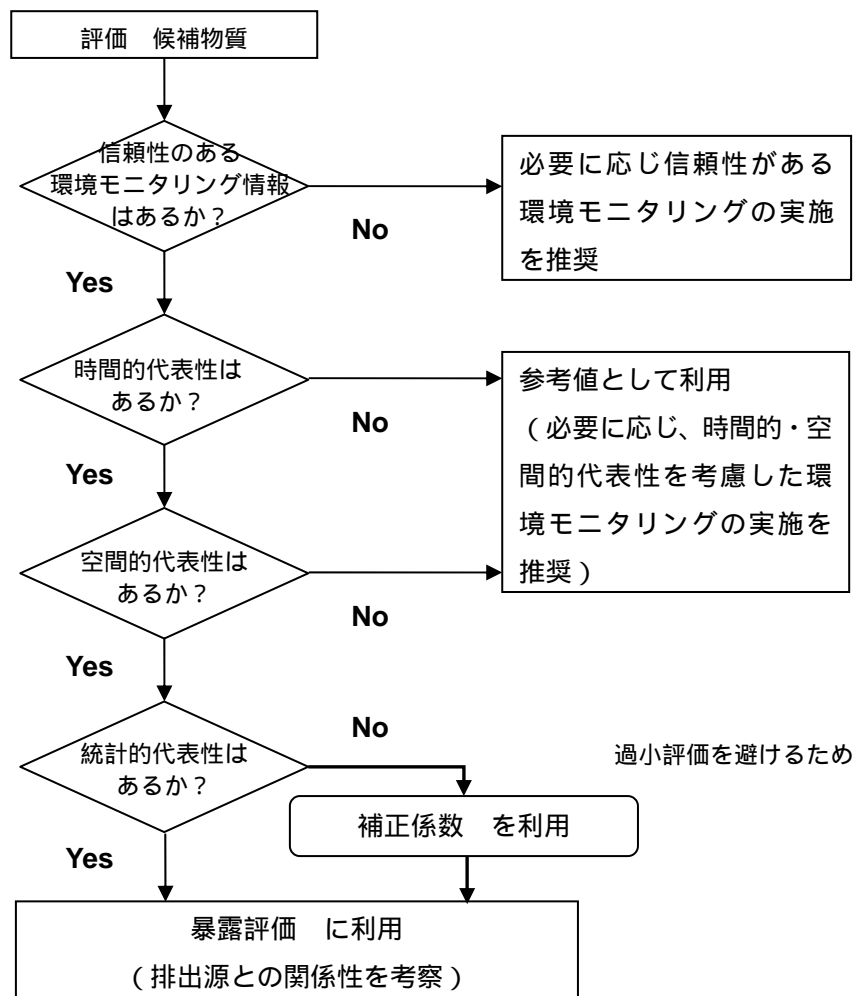 評価　候補物質
信頼性のある
環境モニタリング情報
はあるか？
No
必要に応じ信頼性がある
環境モニタリングの実施
を推奨
Yes
時間的代表性は
あるか？
No
参考値として利用
（必要に応じ、時間的・空
間的代表性を考慮した環
境モニタリングの実施を
推奨）
Yes
空間的代表性は
あるか？
No
Yes
統計的代表性は
あるか？
No
過小評価を避けるため
補正係数　を利用
Yes
暴露評価　に利用
（排出源との関係性を考察）